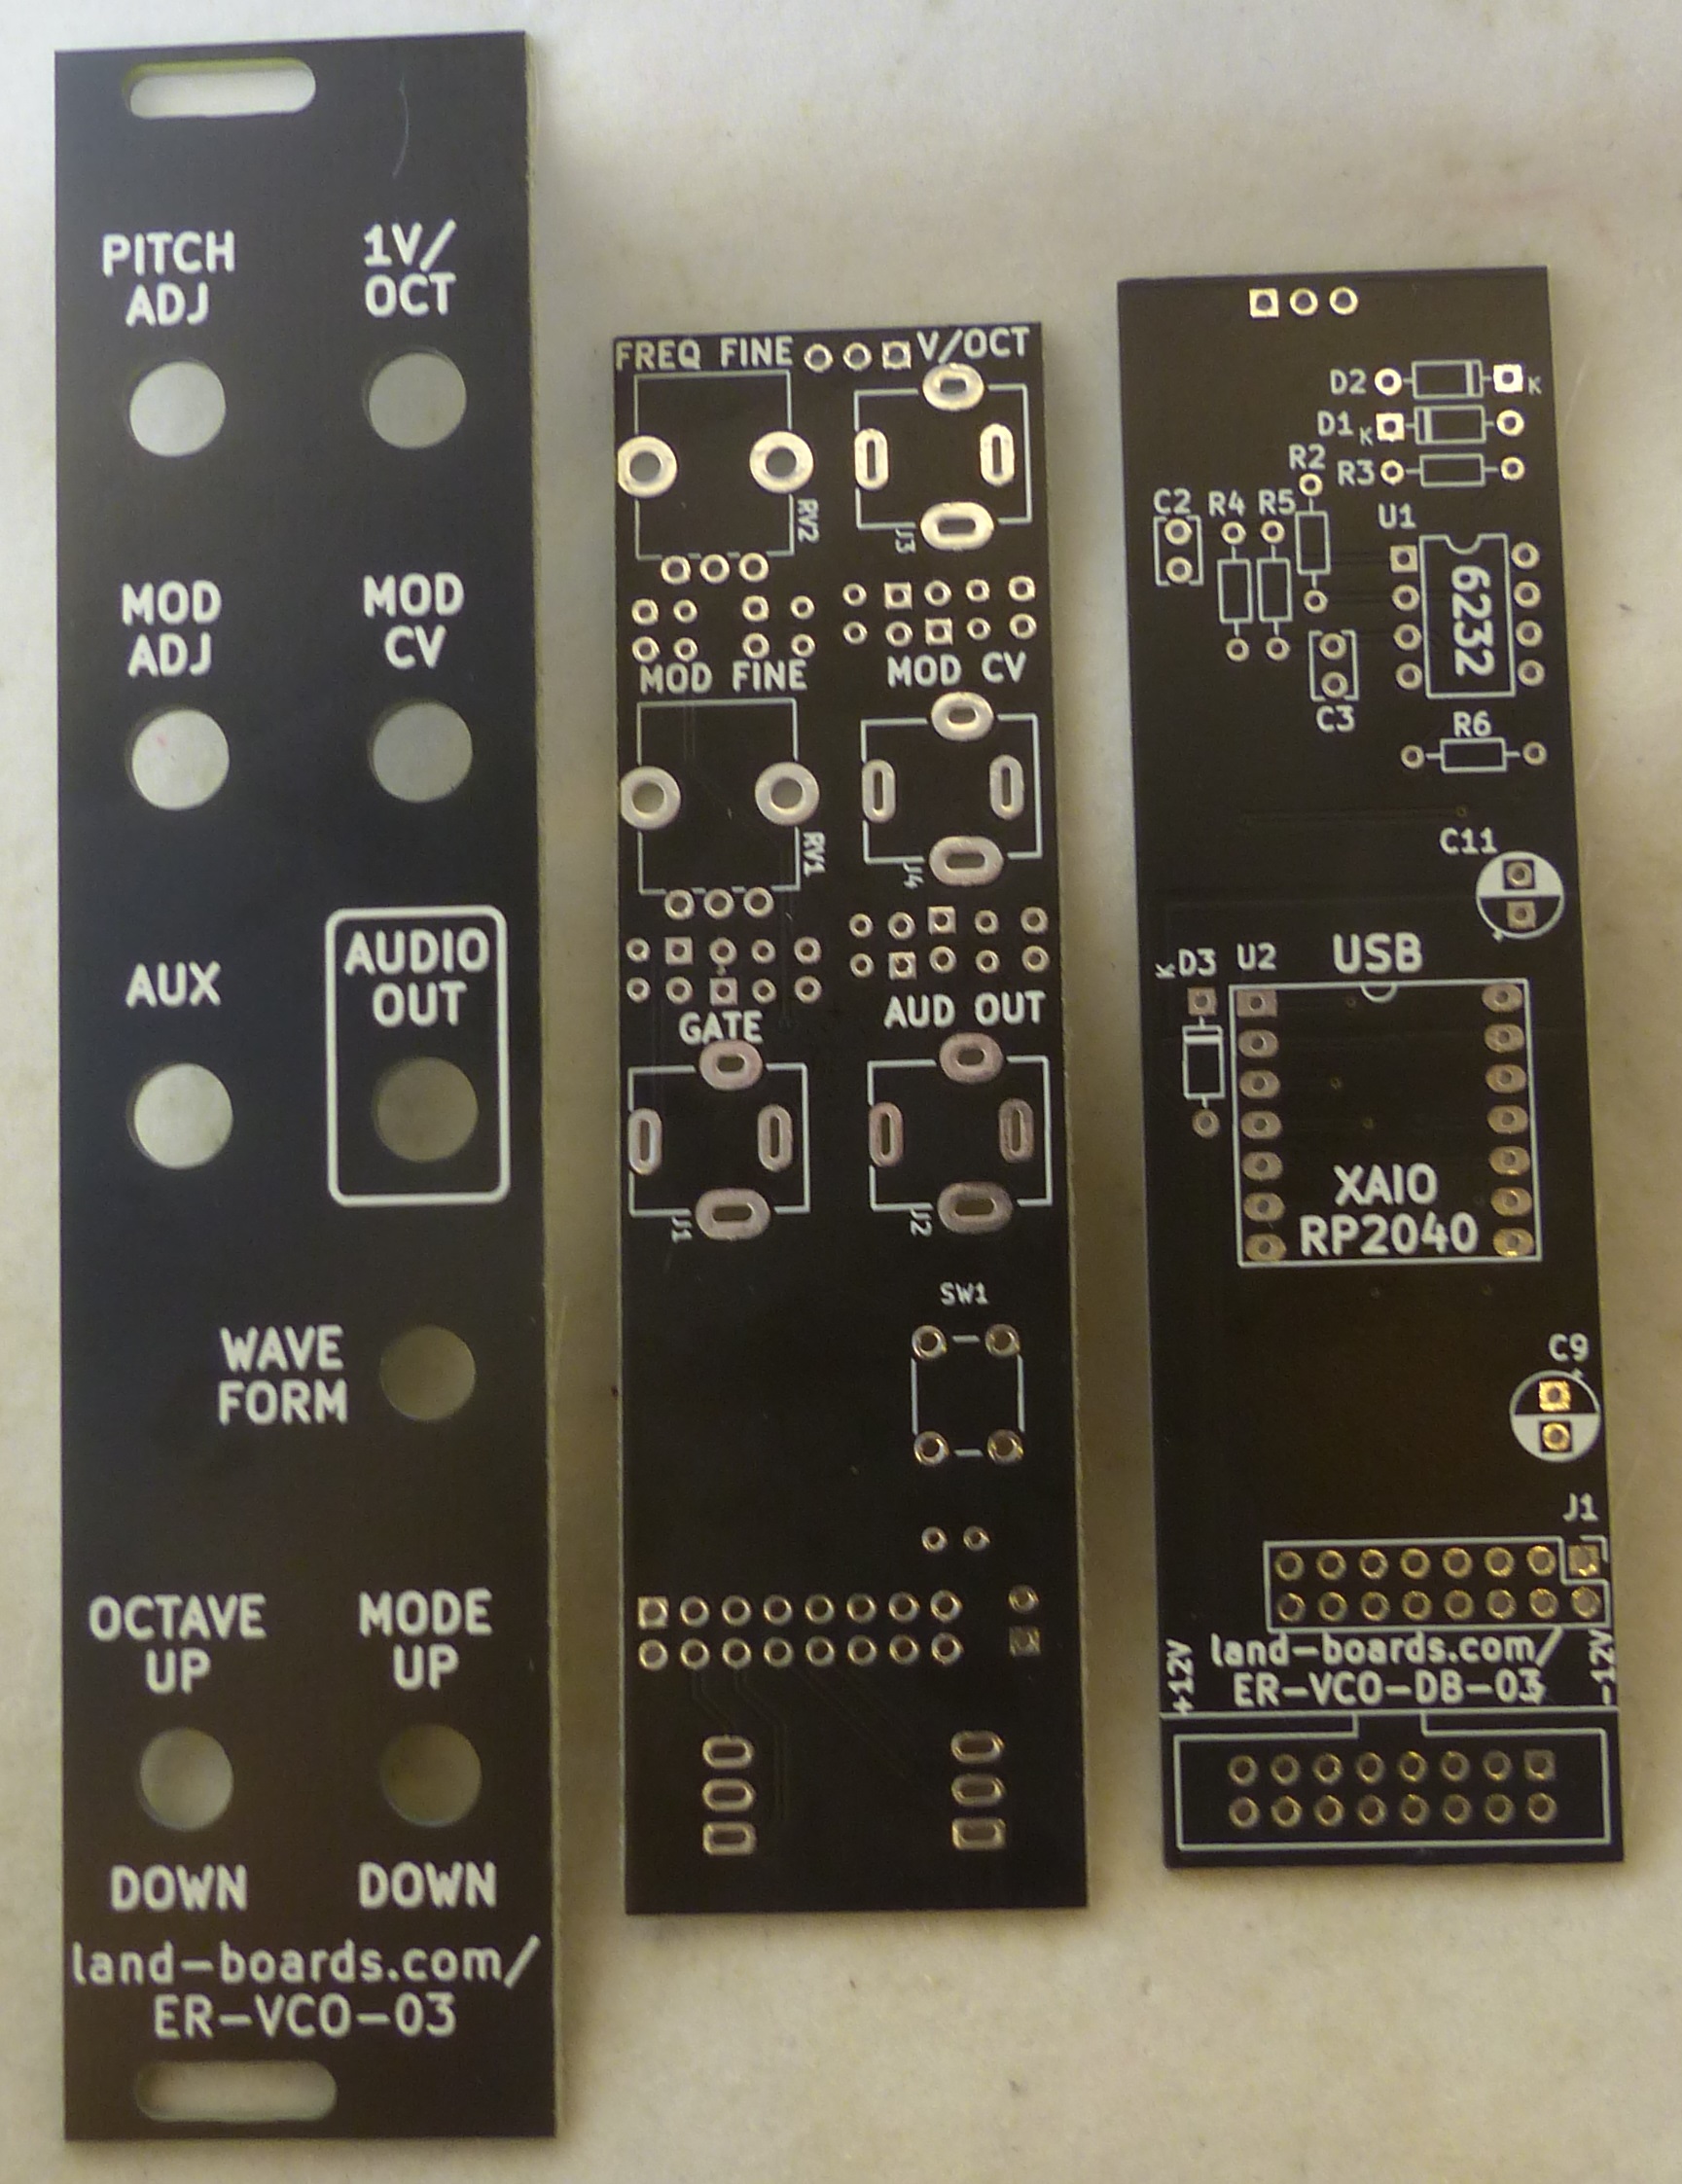 PITCH
ADJ
1V/
OCT
MOD
ADJ
MOD
CV
AUX
AUDIO
OUT
WAVE
FORM
OCTAVE
UP
MODE
UP
DOWN
DOWN
land-boards.com/
ER-VCO-03
FREQ FINE
V/OCT
RV2
J3
MOD FINE
MOD CV
RV1
J4
GATE
AUD OUT
J1
J2
SW1
D2
K
D1
K
R2
R3
C2
R4
R5
U1
6232
C3
R6
C11
K
D3
U2
USB
XAIO
RP2040
C9
J1
+12V
land-boards.com/
ER-VCO-DB-03
-12V